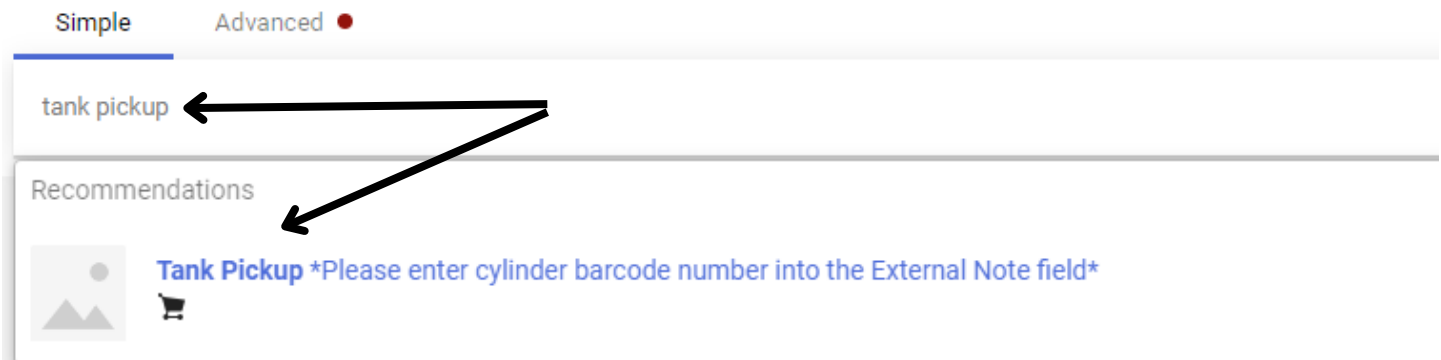 Simple Advanced
tank pickup
Recommendations
Tank Pickup *Please enter cylinder barcode number into the External Note field*